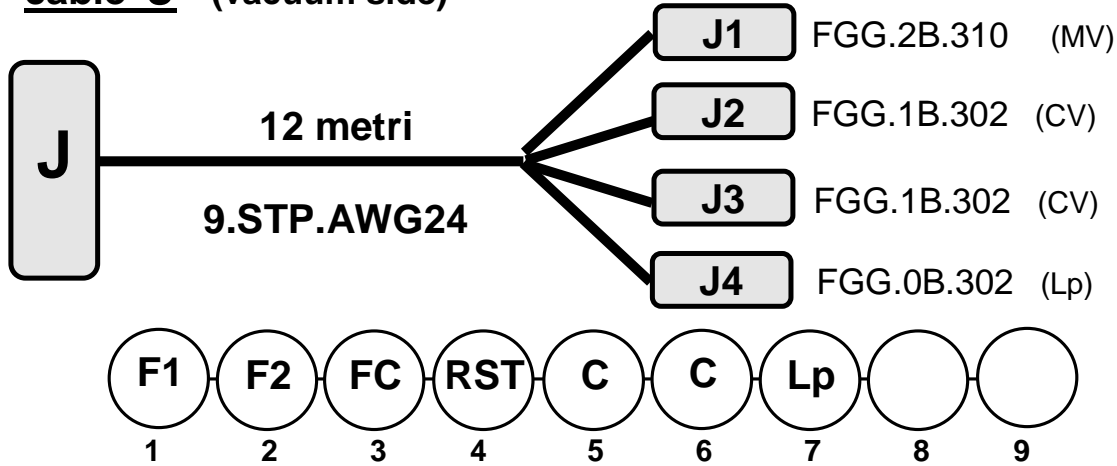 (vacuum side)
J1 FGG.2B.310 (MV)
J2 FGG.1B.302 (CV)
12 metri
J
J3 FGG.1B.302 (CV)
9.STP.AWG24
J4 FGG.0B.302 (Lp)
F1 F2 FC RST C C Lp
1 2 3 4 5 6 7 8 9